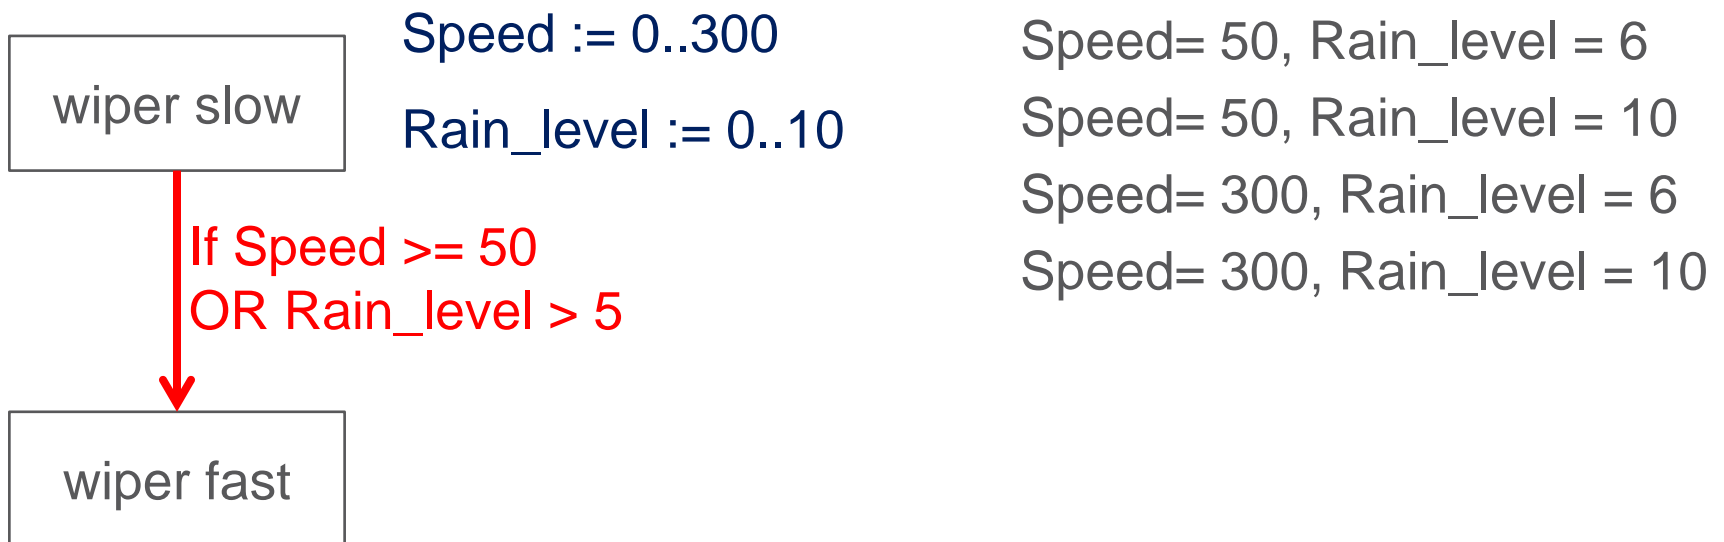 wiper slow
Speed := 0..300
Rain_level := 0..10
If Speed >= 50
OR Rain_level > 5
wiper fast
Speed= 50, Rain_level = 6
Speed= 50, Rain_level = 10
Speed= 300, Rain_level = 6
Speed= 300, Rain_level = 10